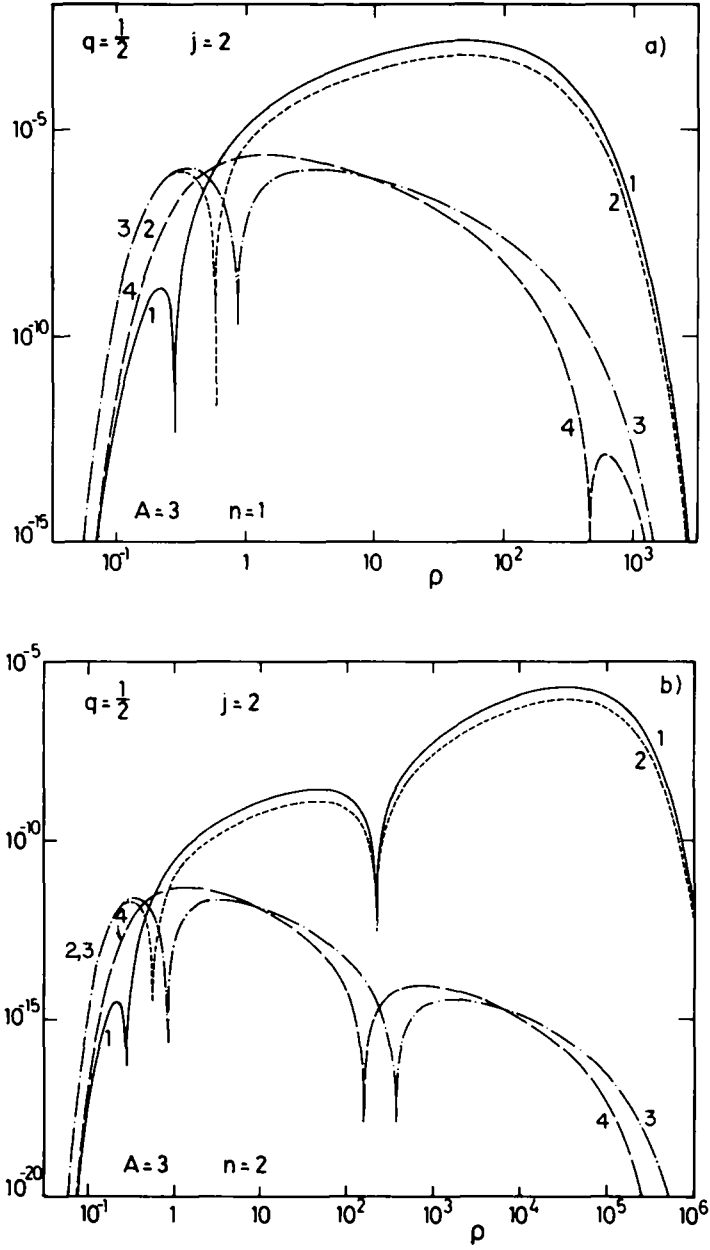 q = 1/2 j = 2 a)
10^-5
1
2
3 2
4
1
10^-10
4
3
A = 3 n = 1
10^-15
10^-1 1 10 10^2 10^3
ρ
10^-5
q = 1/2 j = 2 b)
1
2
10^-10
4
2,3
10^-15
1
3
4
A = 3 n = 2
10^-20
10^-1 1 10 10^2 10^3 10^4 10^5 10^6
ρ